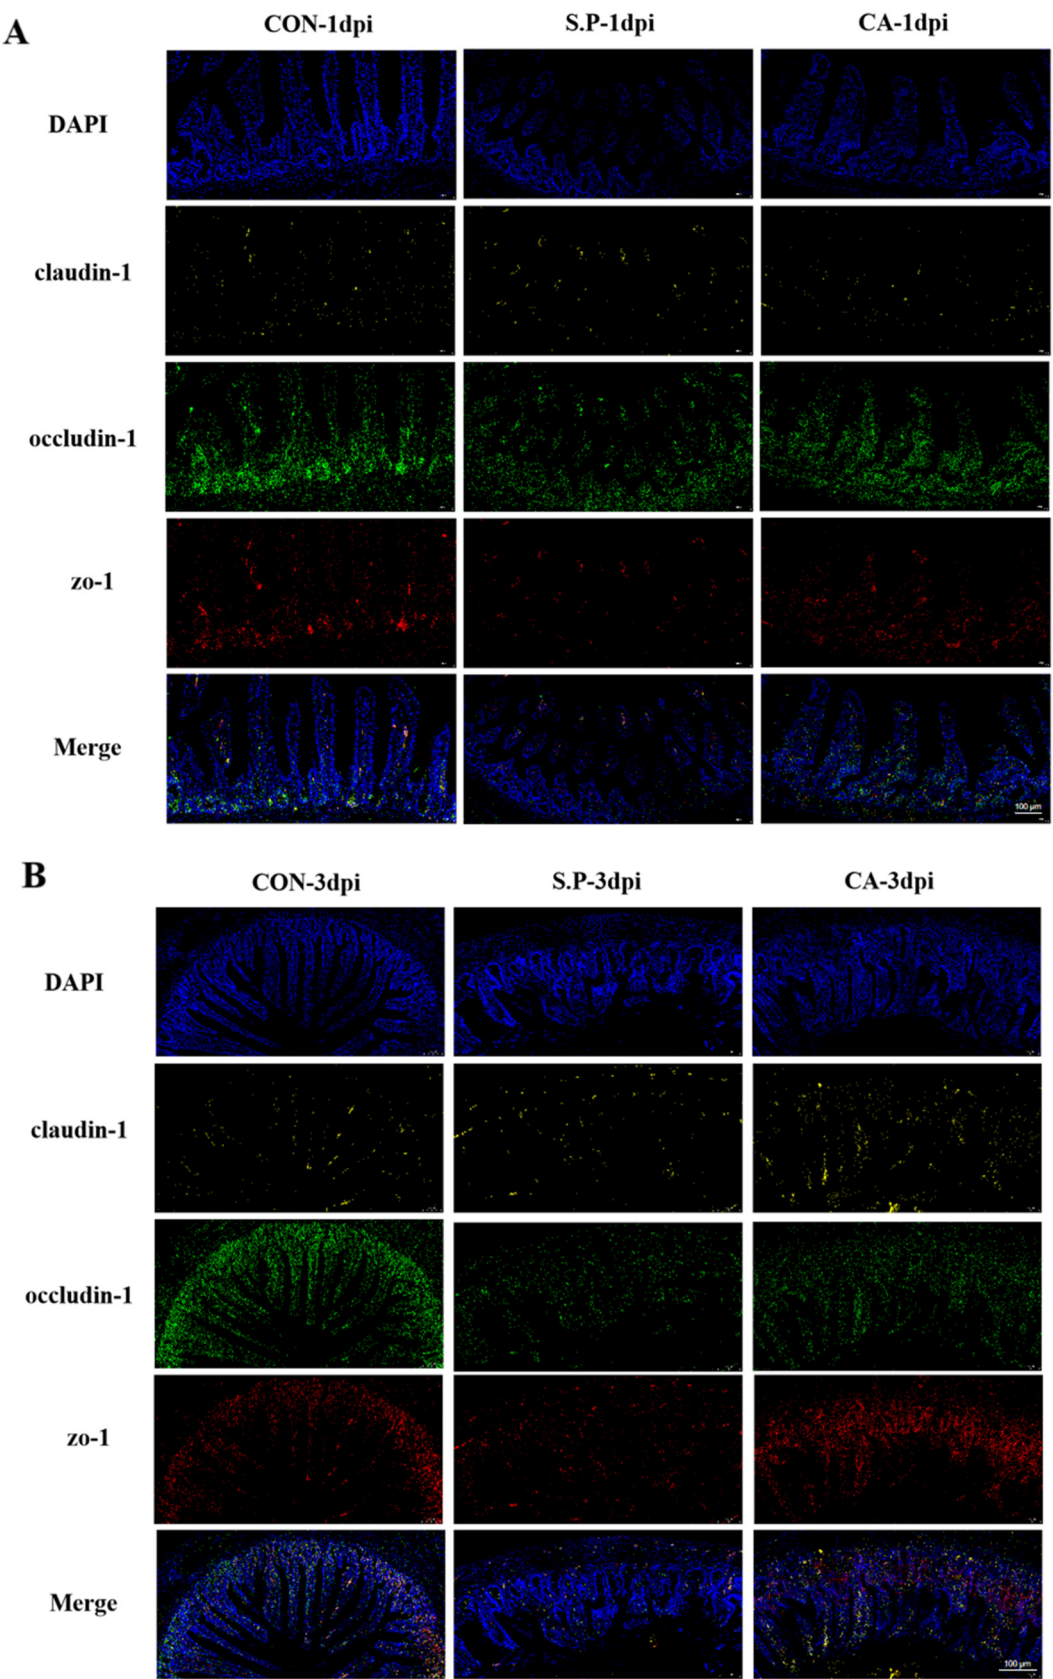 A
CON-1dpi S.P-1dpi CA-1dpi
DAPI
claudin-1
occludin-1
zo-1
Merge
100 μm
B
CON-3dpi S.P-3dpi CA-3dpi
DAPI
claudin-1
occludin-1
zo-1
Merge
100 μm